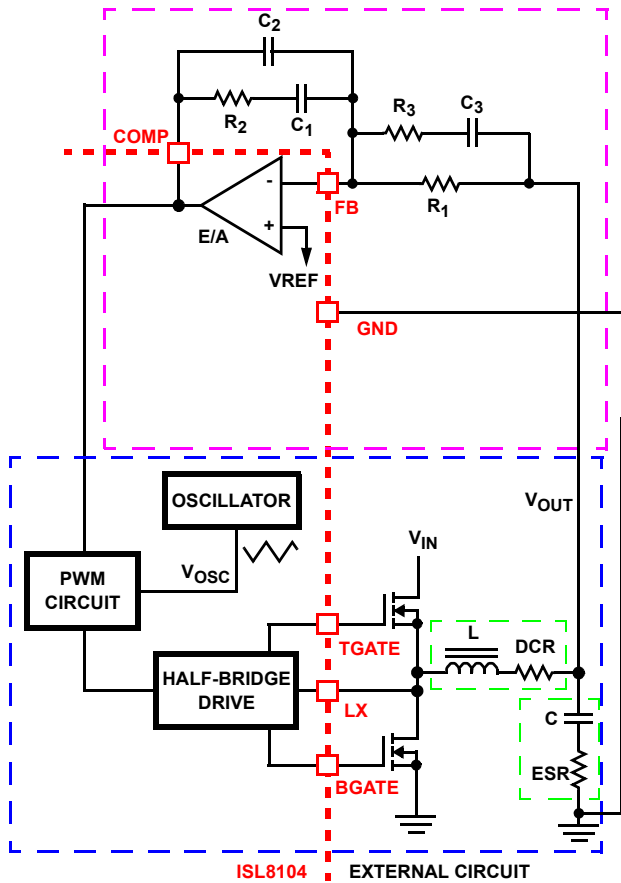 C2
R2
C1
R3
C3
COMP
-
FB
R1
+
E/A
VREF
GND
OSCILLATOR
VOUT
VIN
VOSC
PWM
CIRCUIT
TGATE
L
DCR
HALF-BRIDGE
DRIVE
LX
C
ESR
BGATE
ISL8104
EXTERNAL CIRCUIT